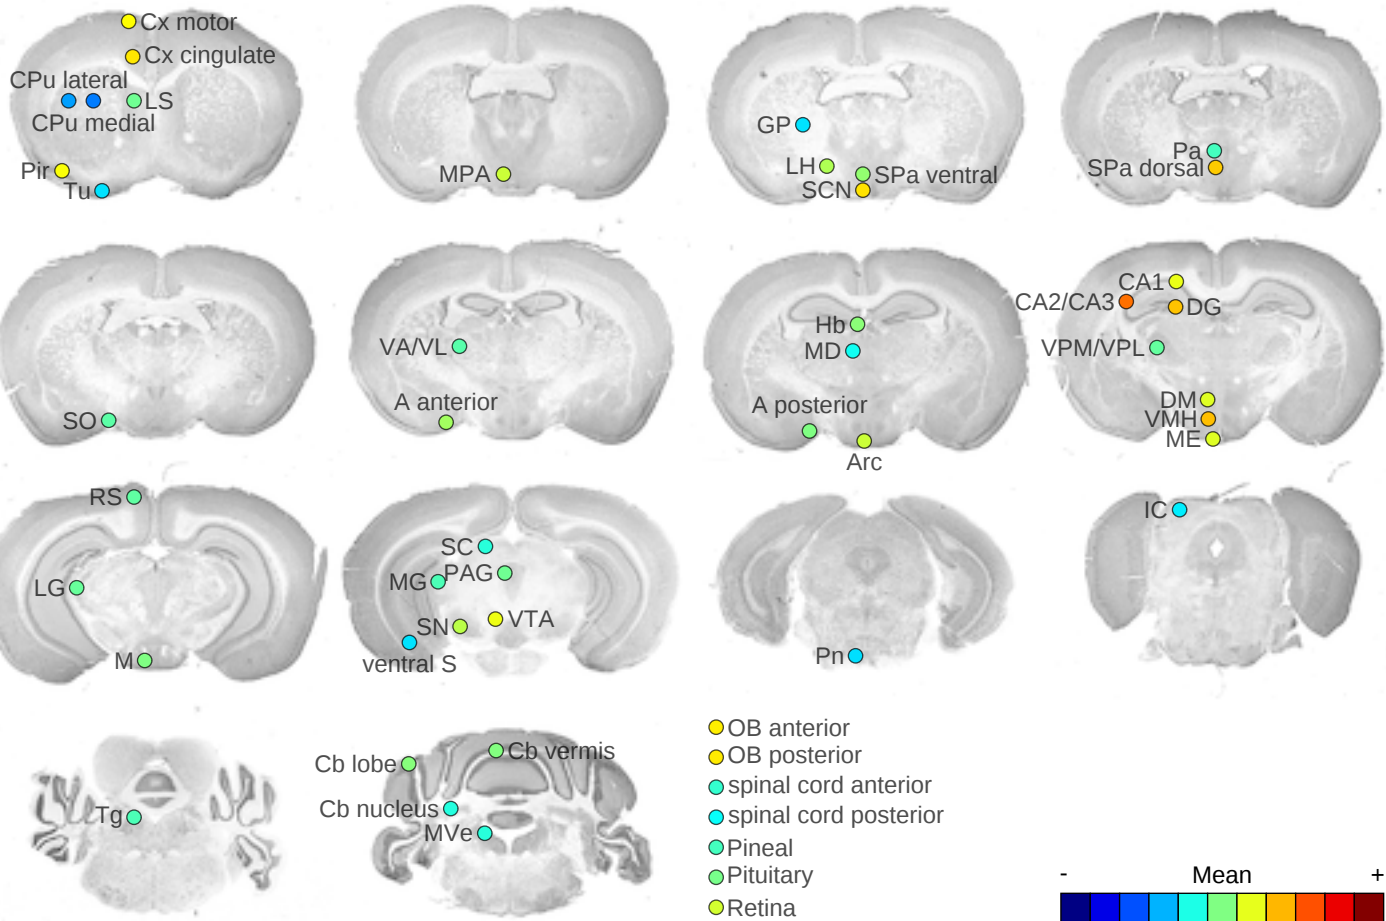 Cx motor
Cx cingulate
CPu lateral
LS
CPu medial
Pir
Tu
MPA
GP
LH
SPa ventral
SCN
Pa
SPa dorsal
SO
VA/VL
A anterior
Hb
MD
A posterior
Arc
CA1
CA2/CA3
DG
VPM/VPL
DM
VMH
ME
RS
LG
M
SC
PAG
MG
SN
VTA
ventral S
Pn
IC
Tg
Cb lobe
Cb vermis
Cb nucleus
MVe
OB anterior
OB posterior
spinal cord anterior
spinal cord posterior
Pineal
Pituitary
Retina
- Mean +